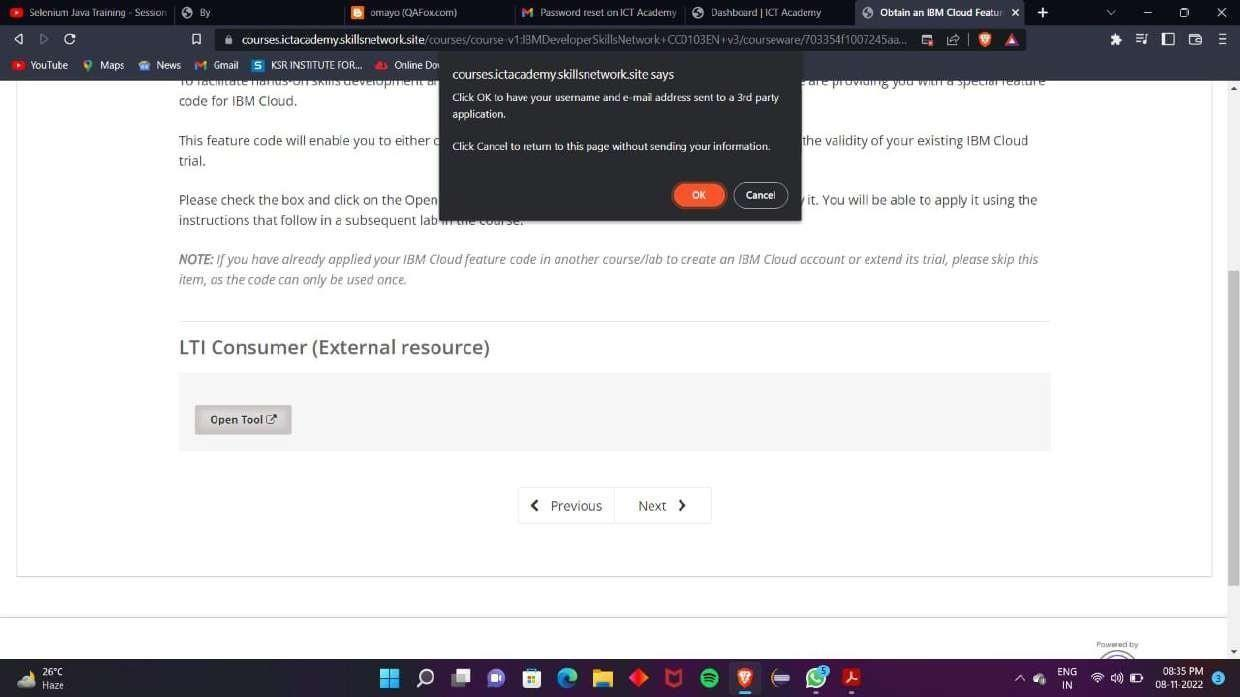 Selenium Java Training - Session
By
omayo (QAFox.com)
Password reset on ICT Academy
Dashboard | ICT Academy
Obtain an IBM Cloud Featur
courses.ictacademy.skillsnetwork.site/courses/course-v1:IBMDeveloperSkillsNetwork+CC0103EN+v3/courseware/703354f1007245aa...
YouTube
Maps
News
Gmail
KSR INSTITUTE FOR...
Online Do
courses.ictacademy.skillsnetwork.site says
Click OK to have your username and e-mail address sent to a 3rd party
application.
Click Cancel to return to this page without sending your information.
OK
Cancel
To facilitate hands-on skills development are providing you with a special feature
code for IBM Cloud.
This feature code will enable you to either the validity of your existing IBM Cloud
trial.
Please check the box and click on the Open it. You will be able to apply it using the
instructions that follow in a subsequent lab in the course.
NOTE: If you have already applied your IBM Cloud feature code in another course/lab to create an IBM Cloud account or extend its trial, please skip this
item, as the code can only be used once.
LTI Consumer (External resource)
Open Tool
Previous
Next
Powered by
26°C
Haze
5
ENG
IN
08:35 PM
08-11-2022
3